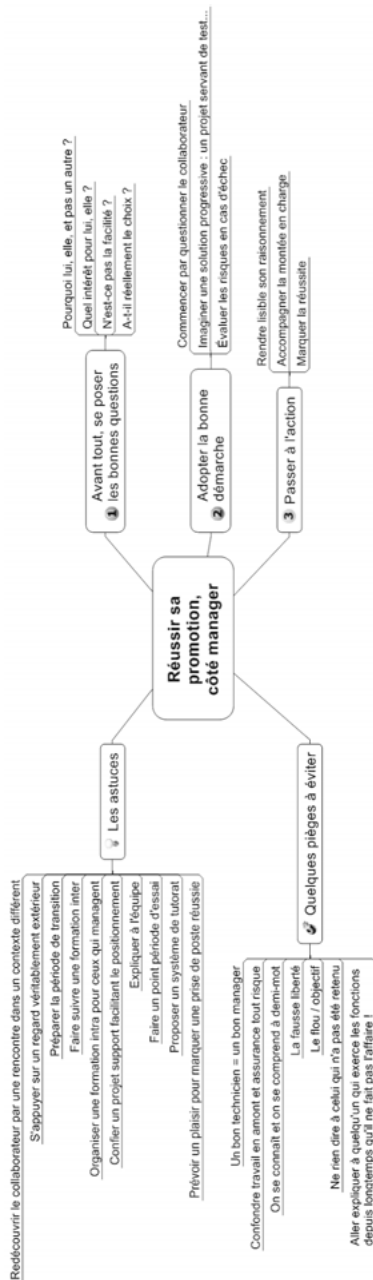 Réussir sa
promotion,
côté manager
1 Avant tout, se poser
les bonnes questions
Pourquoi lui, elle, et pas un autre ?
Quel intérêt pour lui, elle ?
N'est-ce pas la facilité ?
A-t-il réellement le choix ?
2 Adopter la bonne
démarche
Commencer par questionner le collaborateur
Imaginer une solution progressive : un projet servant de test...
Évaluer les risques en cas d'échec
3 Passer à l'action
Rendre lisible son raisonnement
Accompagner la montée en charge
Marquer la réussite
Les astuces
Redécouvrir le collaborateur par une rencontre dans un contexte différent
S'appuyer sur un regard véritablement extérieur
Préparer la période de transition
Faire suivre une formation inter
Organiser une formation intra pour ceux qui managent
Confier un projet support facilitant le positionnement
Expliquer à l'équipe
Faire un point période d'essai
Proposer un système de tutorat
Prévoir un plaisir pour marquer une prise de poste réussie
Quelques pièges à éviter
Un bon technicien = un bon manager
Confondre travail en amont et assurance tout risque
On se connaît et on se comprend à demi-mot
La fausse liberté
Le flou / objectif
Ne rien dire à celui qui n'a pas été retenu
Aller expliquer à quelqu'un qui exerce les fonctions
depuis longtemps qu'il ne fait pas l'affaire !